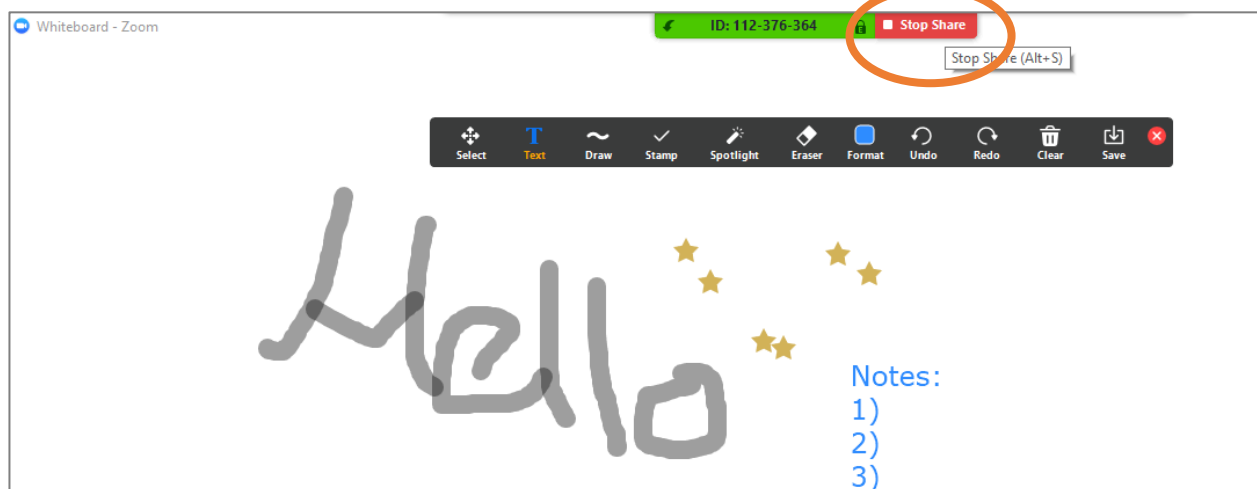 Whiteboard - Zoom
ID: 112-376-364 Stop Share
Stop Share (Alt+S)
Select Text Draw Stamp Spotlight Eraser Format Undo Redo Clear Save
Hello
Notes:
1)
2)
3)